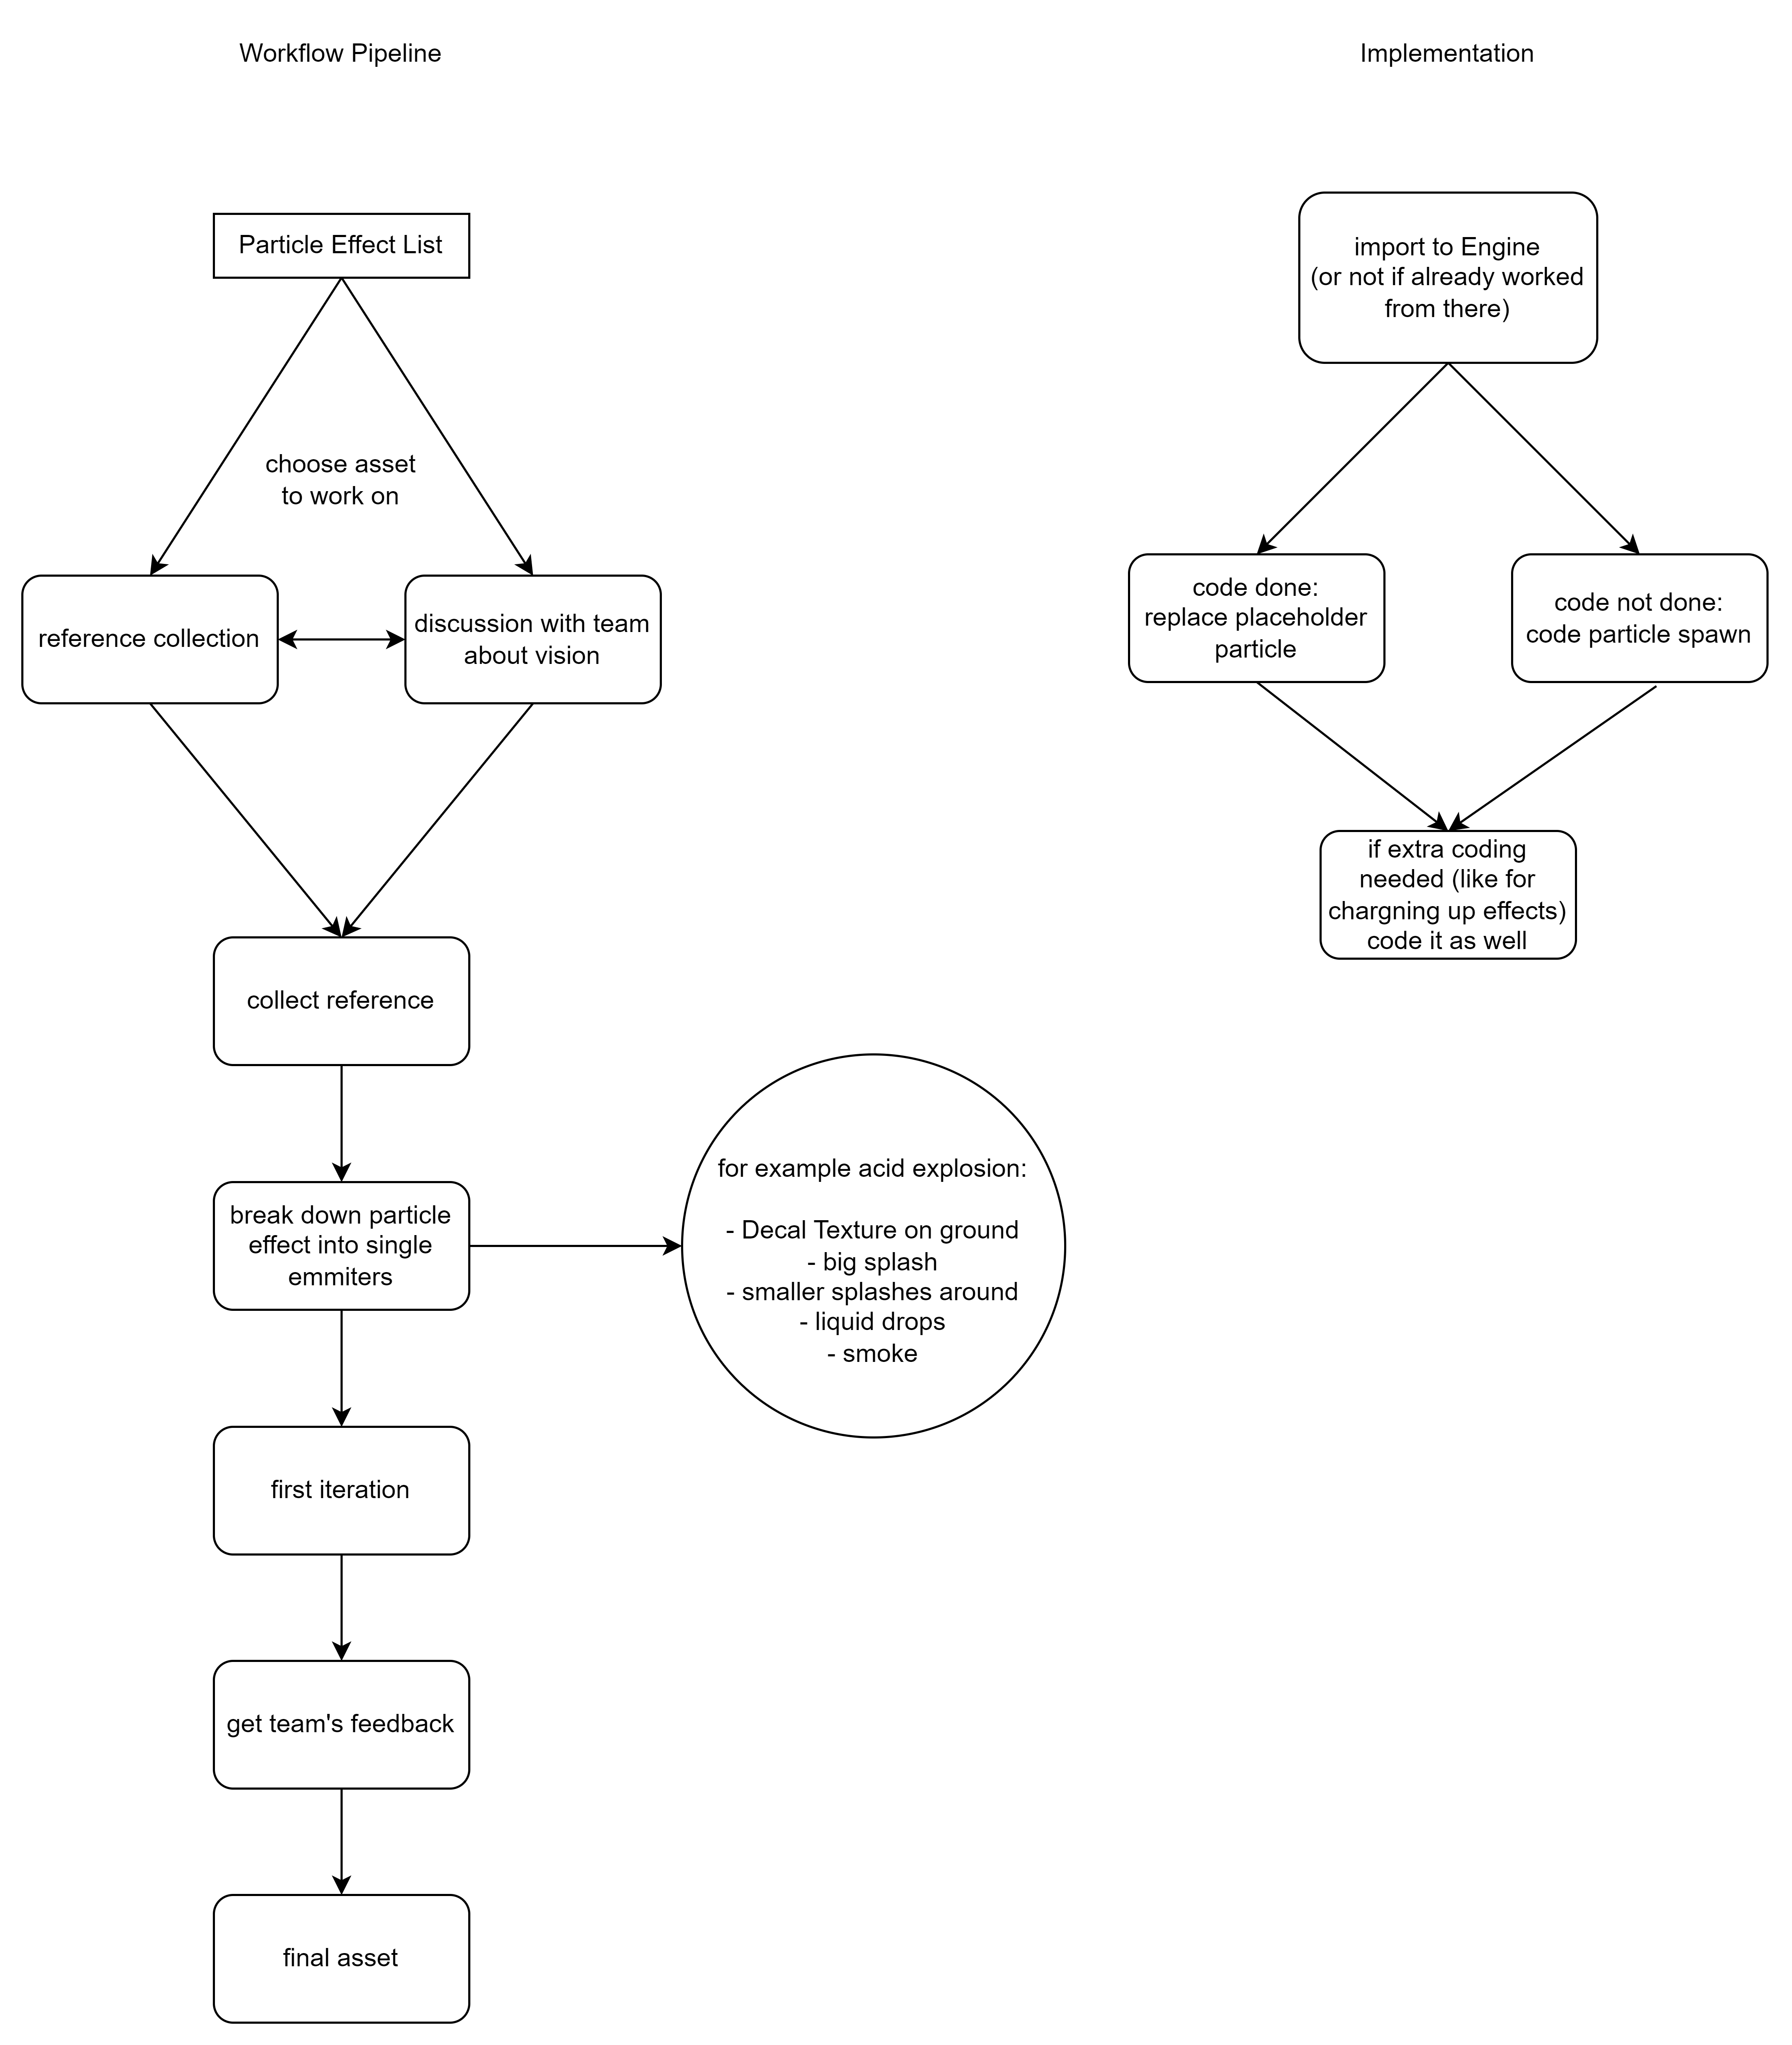 Workflow Pipeline
Particle Effect List
choose asset
to work on
reference collection
discussion with team
about vision
collect reference
break down particle
effect into single
emmiters
for example acid explosion:
- Decal Texture on ground
- big splash
- smaller splashes around
- liquid drops
- smoke
first iteration
get team's feedback
final asset
Implementation
import to Engine
(or not if already worked
from there)
code done:
replace placeholder
particle
code not done:
code particle spawn
if extra coding
needed (like for
chargning up effects)
code it as well